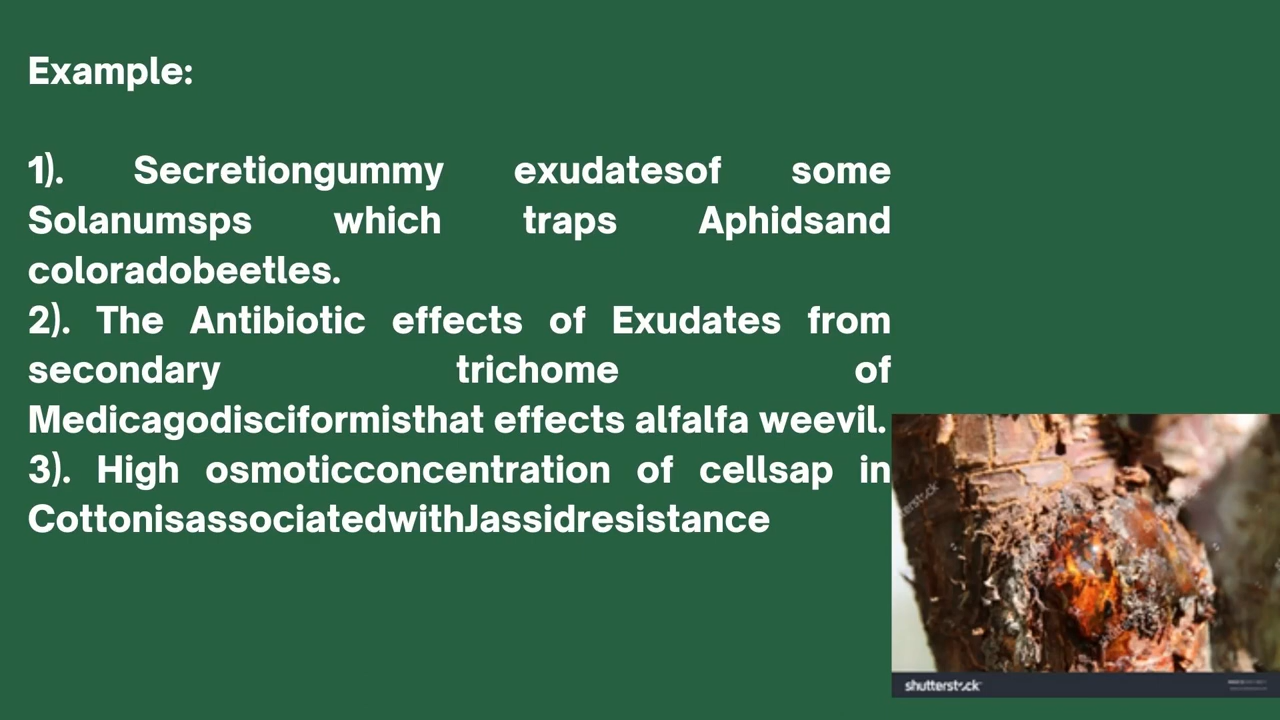 Example:
1). Secretiongummy exudatesof some
Solanumsps which traps Aphidsand
coloradobeetles.
2). The Antibiotic effects of Exudates from
secondary trichome of
Medicagodisciformisthat effects alfalfa weevil.
3). High osmoticconcentration of cellsap in
CottonisassociatedwithJassidresistance
shutterstock